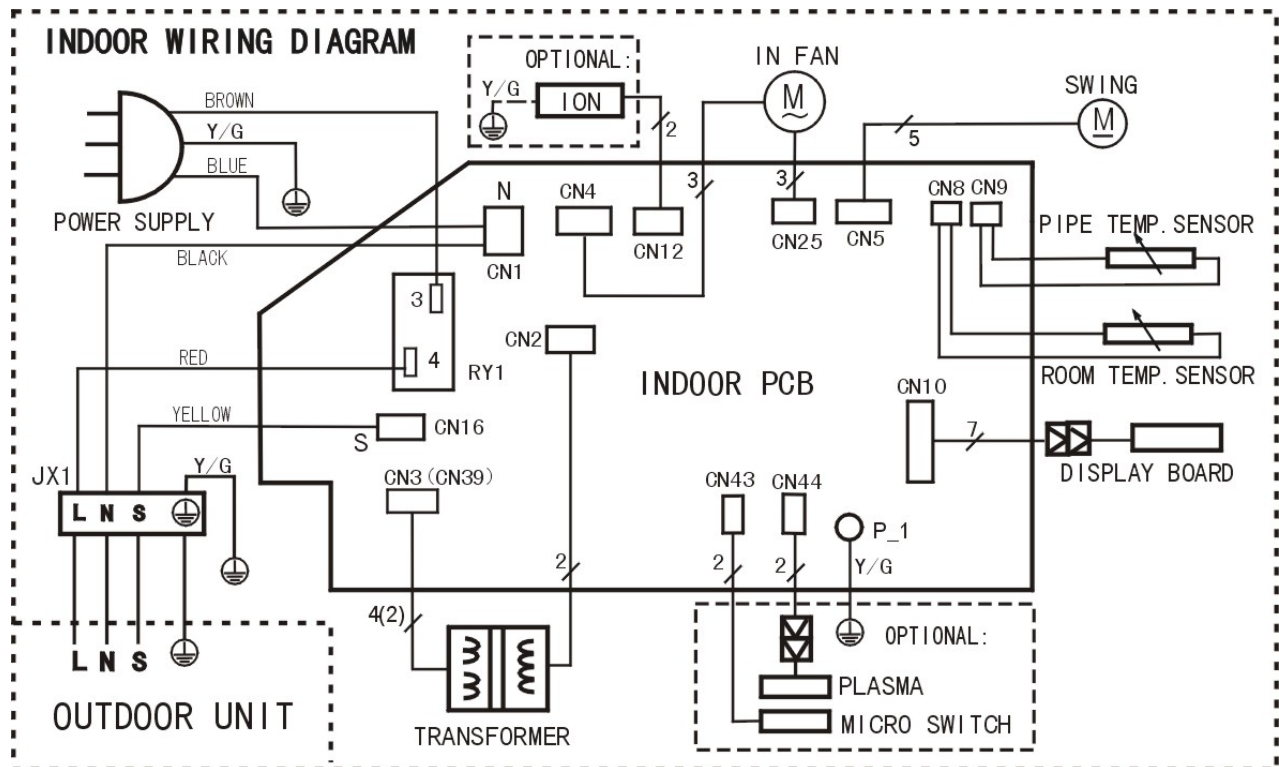 INDOOR WIRING DIAGRAM
OPTIONAL:
Y/G
ION
2
IN FAN
M
SWING
M
5
BROWN
Y/G
BLUE
POWER SUPPLY
BLACK
N
CN1
CN4
3
CN12
3
CN25
CN5
CN8 CN9
PIPE TEMP. SENSOR
ROOM TEMP. SENSOR
3
4
RY1
RED
CN2
INDOOR PCB
CN10
7
DISPLAY BOARD
YELLOW
S
CN16
CN3 (CN39)
JX1
Y/G
L N S
CN43 CN44
P_1
Y/G
2
2
2
4(2)
L N S
OUTDOOR UNIT
TRANSFORMER
OPTIONAL:
PLASMA
MICRO SWITCH